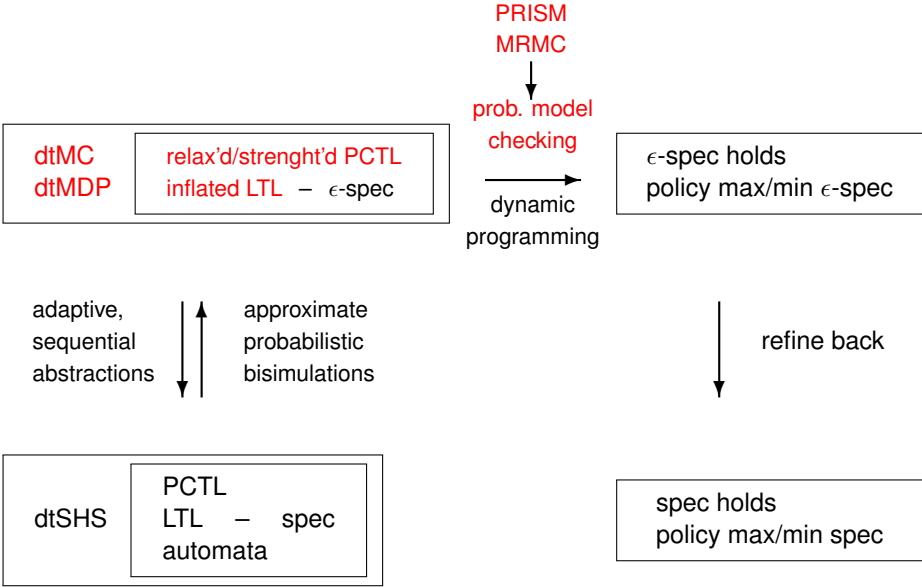 PRISM
MRMC
prob. model
checking
dtMC
dtMDP
relax'd/strenght'd PCTL
inflated LTL – ϵ-spec
dynamic
programming
ϵ-spec holds
policy max/min ϵ-spec
adaptive,
sequential
abstractions
approximate
probabilistic
bisimulations
refine back
dtSHS
PCTL
LTL – spec
automata
spec holds
policy max/min spec